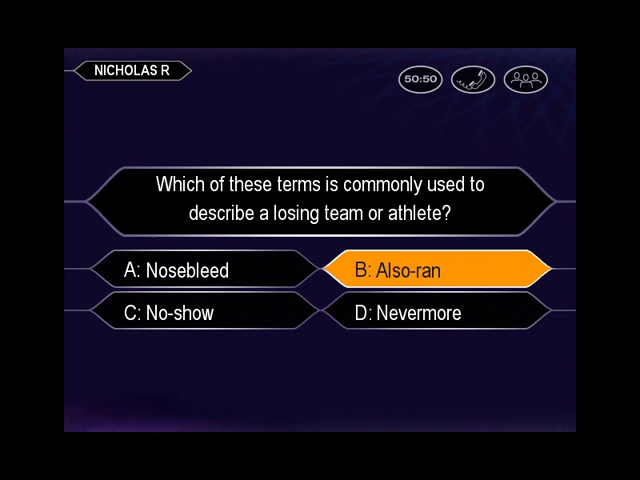 NICHOLAS R
50:50
Which of these terms is commonly used to
describe a losing team or athlete?
A: Nosebleed
B: Also-ran
C: No-show
D: Nevermore